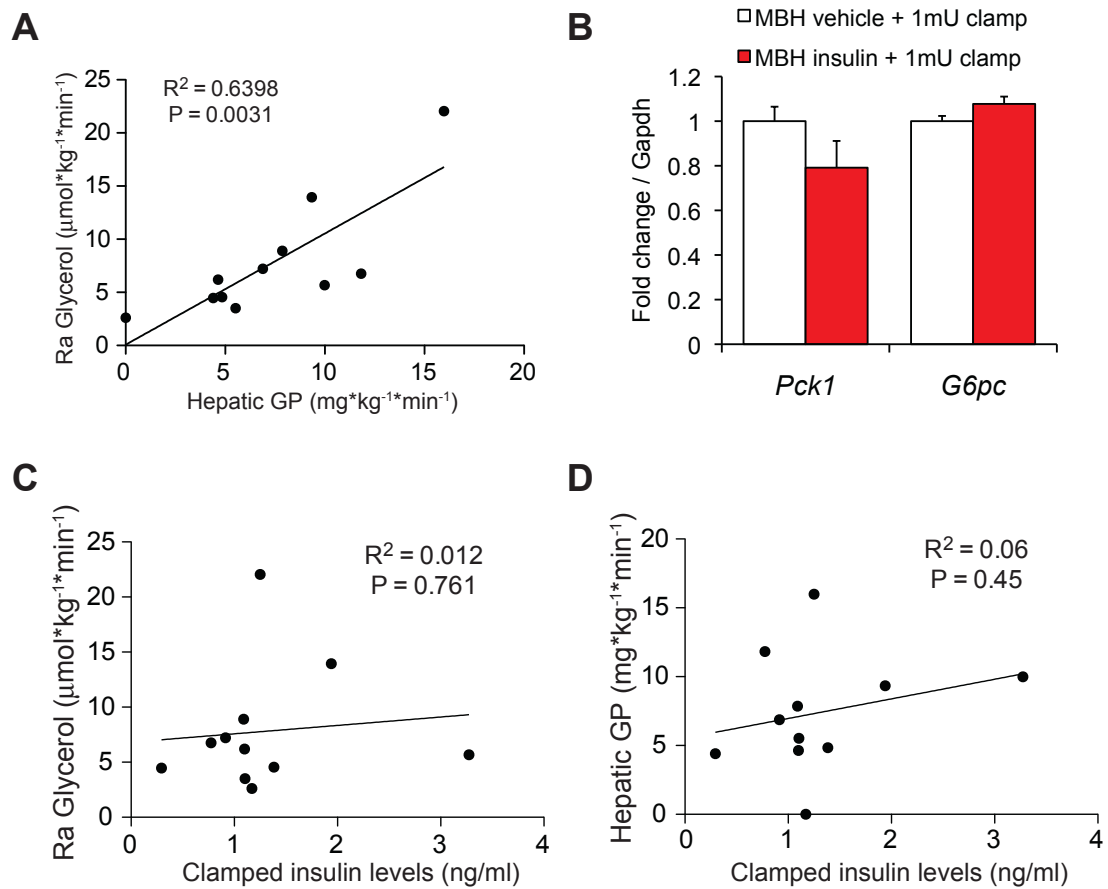 A
Ra Glycerol (μmol*kg⁻¹*min⁻¹)
25
20
15
10
5
0
R² = 0.6398
P = 0.0031
0 5 10 15 20
Hepatic GP (mg*kg⁻¹*min⁻¹)
B
MBH vehicle + 1mU clamp
MBH insulin + 1mU clamp
Fold change / Gapdh
1.2
1
0.8
0.6
0.4
0.2
0
Pck1 G6pc
C
Ra Glycerol (μmol*kg⁻¹*min⁻¹)
25
20
15
10
5
0
R² = 0.012
P = 0.761
0 1 2 3 4
Clamped insulin levels (ng/ml)
D
Hepatic GP (mg*kg⁻¹*min⁻¹)
20
15
10
5
0
R² = 0.06
P = 0.45
0 1 2 3 4
Clamped insulin levels (ng/ml)